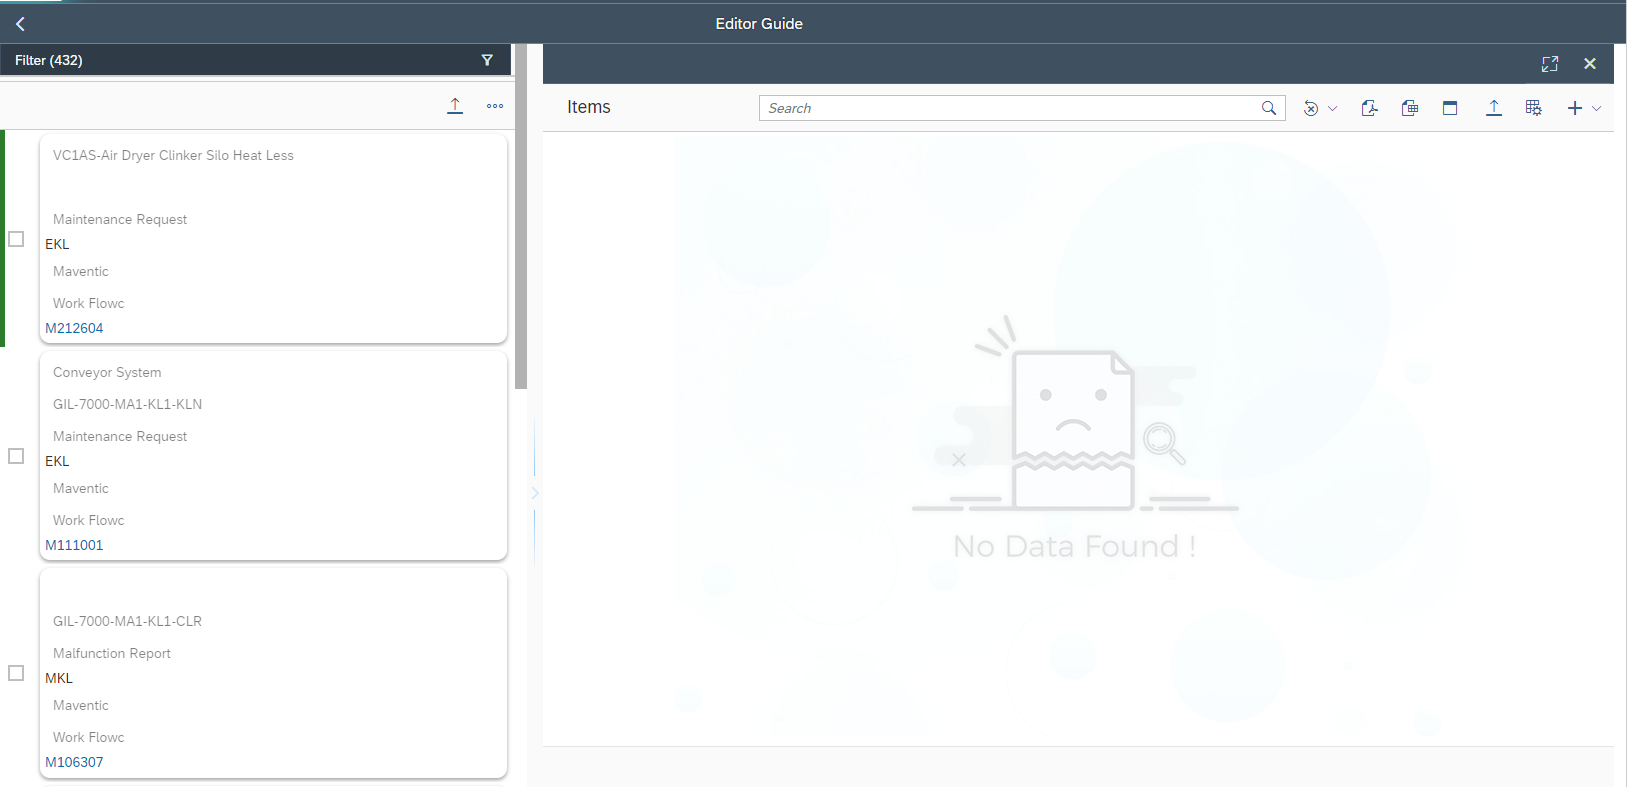 Editor Guide
Filter (432)
VC1AS-Air Dryer Clinker Silo Heat Less
Maintenance Request
EKL
Maventic
Work Flowc
M212604
Conveyor System
GIL-7000-MA1-KL1-KLN
Maintenance Request
EKL
Maventic
Work Flowc
M111001
GIL-7000-MA1-KL1-CLR
Malfunction Report
MKL
Maventic
Work Flowc
M106307
Items
Search
No Data Found !